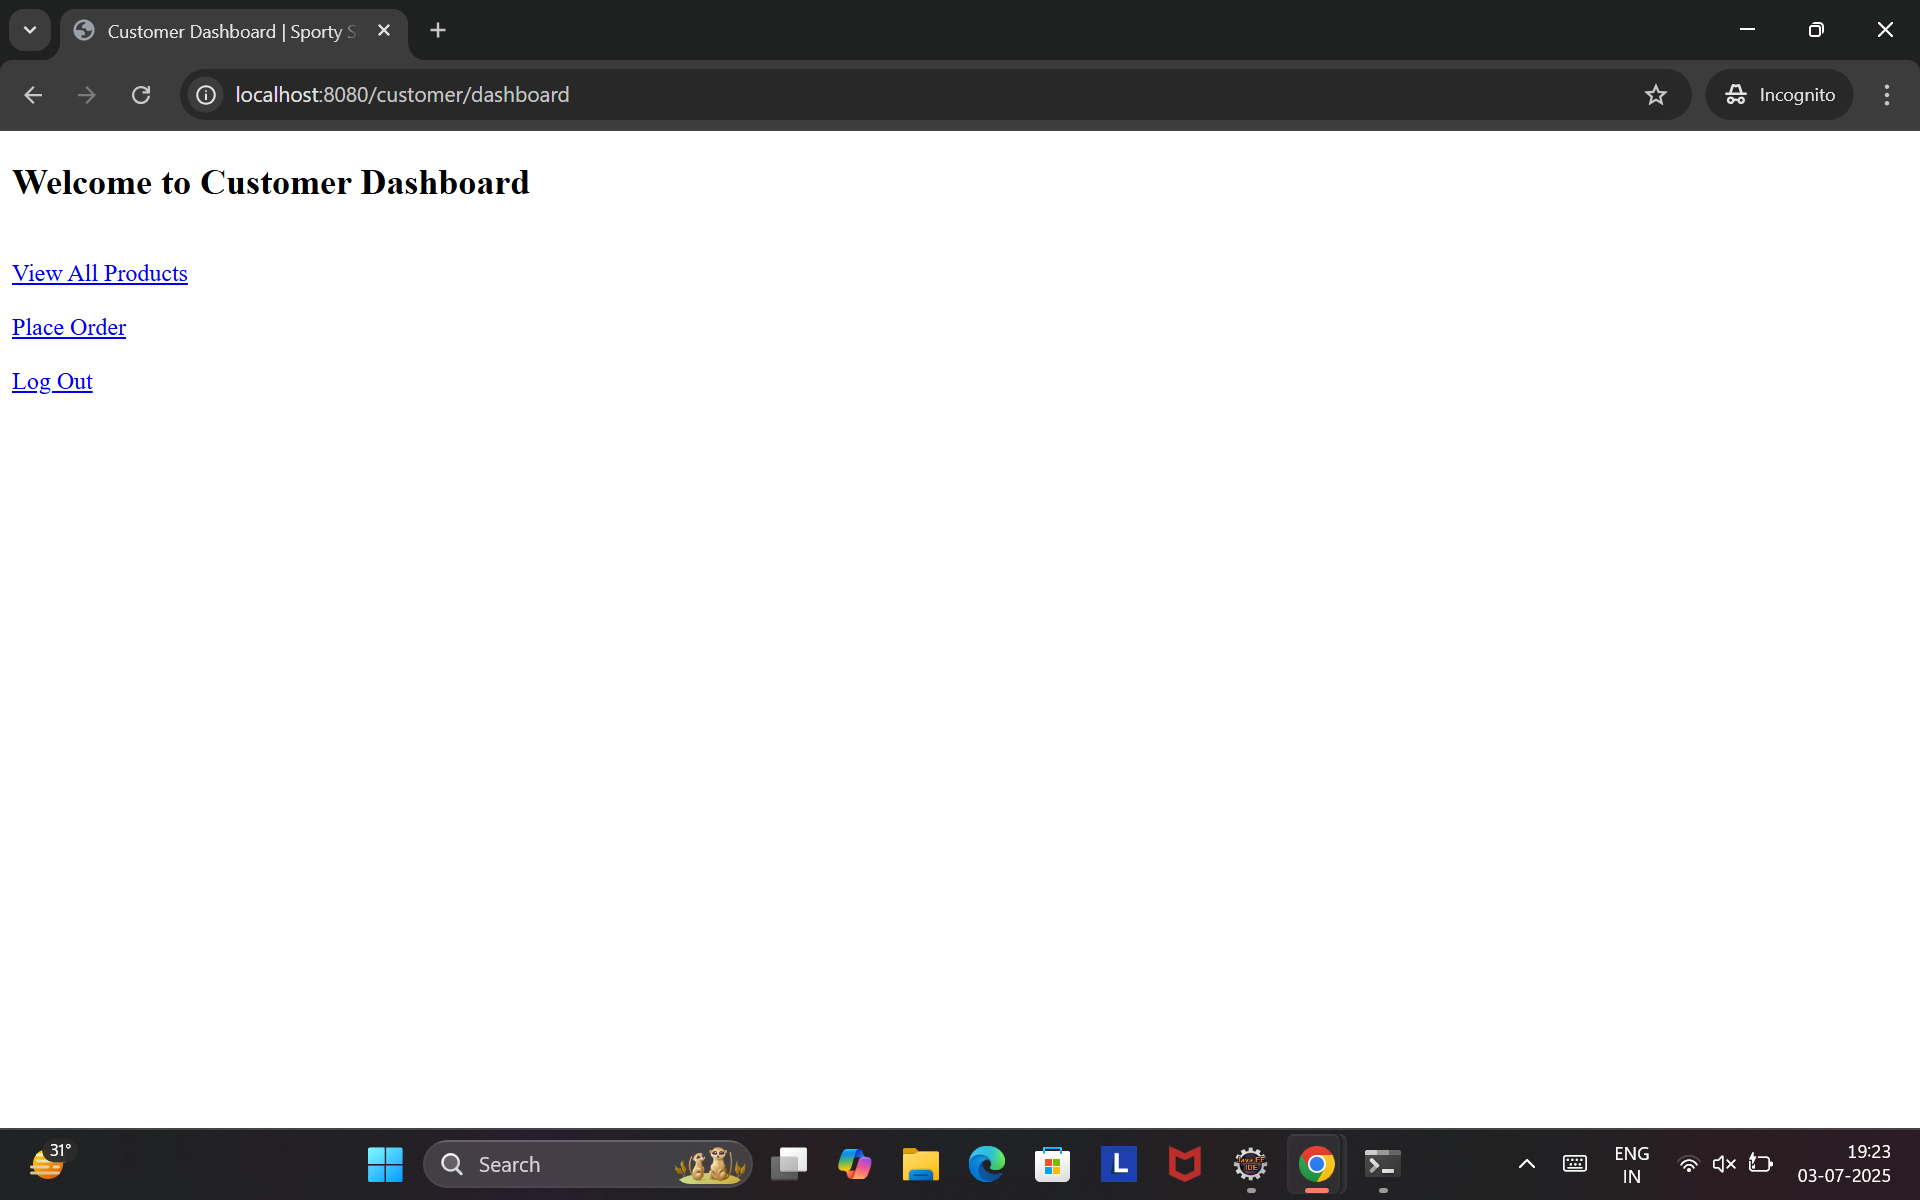 Customer Dashboard | Sporty S
localhost:8080/customer/dashboard
Incognito
Welcome to Customer Dashboard
View All Products
Place Order
Log Out
31°
Search
L
ENG
IN
19:23
03-07-2025